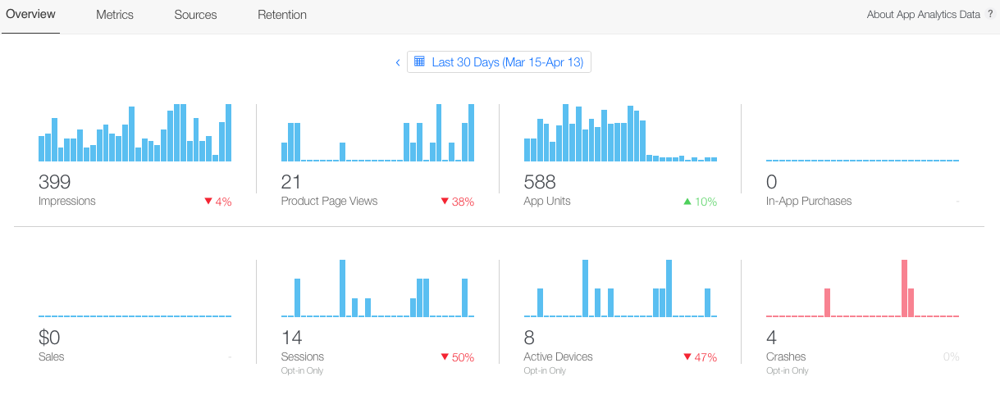 Overview Metrics Sources Retention About App Analytics Data ?
< Last 30 Days (Mar 15-Apr 13)
399 21 588 0
Impressions ▼ 4% Product Page Views ▼ 38% App Units ▲ 10% In-App Purchases -
$0 14 8 4
Sales - Sessions ▼ 50% Active Devices ▼ 47% Crashes 0%
Opt-in Only Opt-in Only Opt-in Only